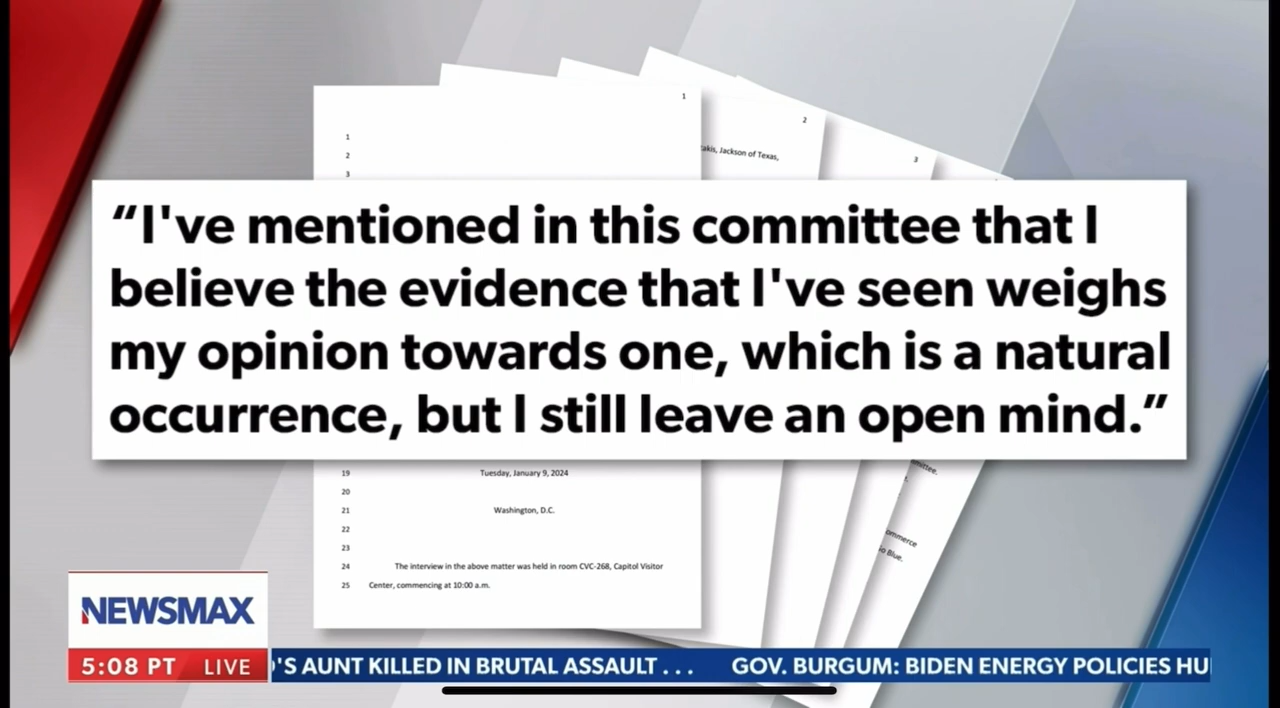 1
2
3
2
akis, Jackson of Texas,
3
“I've mentioned in this committee that I
believe the evidence that I've seen weighs
my opinion towards one, which is a natural
occurrence, but I still leave an open mind.”
19 Tuesday, January 9, 2024
20
21 Washington, D.C.
22
23
24 The interview in the above matter was held in room CVC-268, Capitol Visitor
25 Center, commencing at 10:00 a.m.
mittee.
ommerce
Go Blue.
NEWSMAX
5:08 PT LIVE
'S AUNT KILLED IN BRUTAL ASSAULT . . . GOV. BURGUM: BIDEN ENERGY POLICIES HU